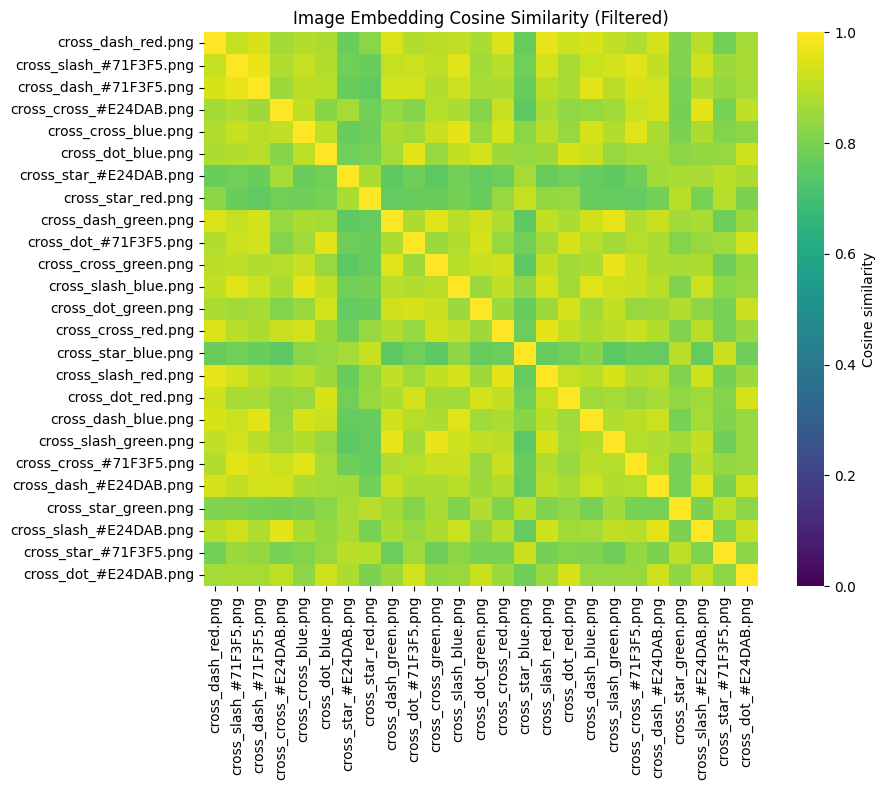 Image Embedding Cosine Similarity (Filtered)
cross_dash_red.png
cross_slash_#71F3F5.png
cross_dash_#71F3F5.png
cross_cross_#E24DAB.png
cross_cross_blue.png
cross_dot_blue.png
cross_star_#E24DAB.png
cross_star_red.png
cross_dash_green.png
cross_dot_#71F3F5.png
cross_cross_green.png
cross_slash_blue.png
cross_dot_green.png
cross_cross_red.png
cross_star_blue.png
cross_slash_red.png
cross_dot_red.png
cross_dash_blue.png
cross_slash_green.png
cross_cross_#71F3F5.png
cross_dash_#E24DAB.png
cross_star_green.png
cross_slash_#E24DAB.png
cross_star_#71F3F5.png
cross_dot_#E24DAB.png
cross_dash_red.png
cross_slash_#71F3F5.png
cross_dash_#71F3F5.png
cross_cross_#E24DAB.png
cross_cross_blue.png
cross_dot_blue.png
cross_star_#E24DAB.png
cross_star_red.png
cross_dash_green.png
cross_dot_#71F3F5.png
cross_cross_green.png
cross_slash_blue.png
cross_dot_green.png
cross_cross_red.png
cross_star_blue.png
cross_slash_red.png
cross_dot_red.png
cross_dash_blue.png
cross_slash_green.png
cross_cross_#71F3F5.png
cross_dash_#E24DAB.png
cross_star_green.png
cross_slash_#E24DAB.png
cross_star_#71F3F5.png
cross_dot_#E24DAB.png
1.0
0.8
0.6
0.4
0.2
0.0
Cosine similarity